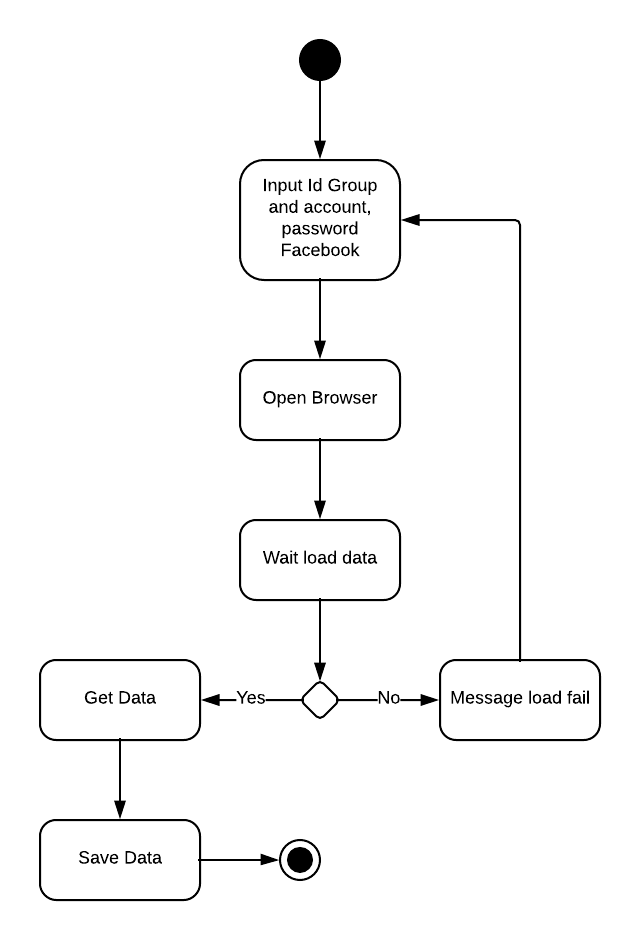 Input Id Group
and account,
password
Facebook
Open Browser
Wait load data
Get Data
Yes
No
Message load fail
Save Data